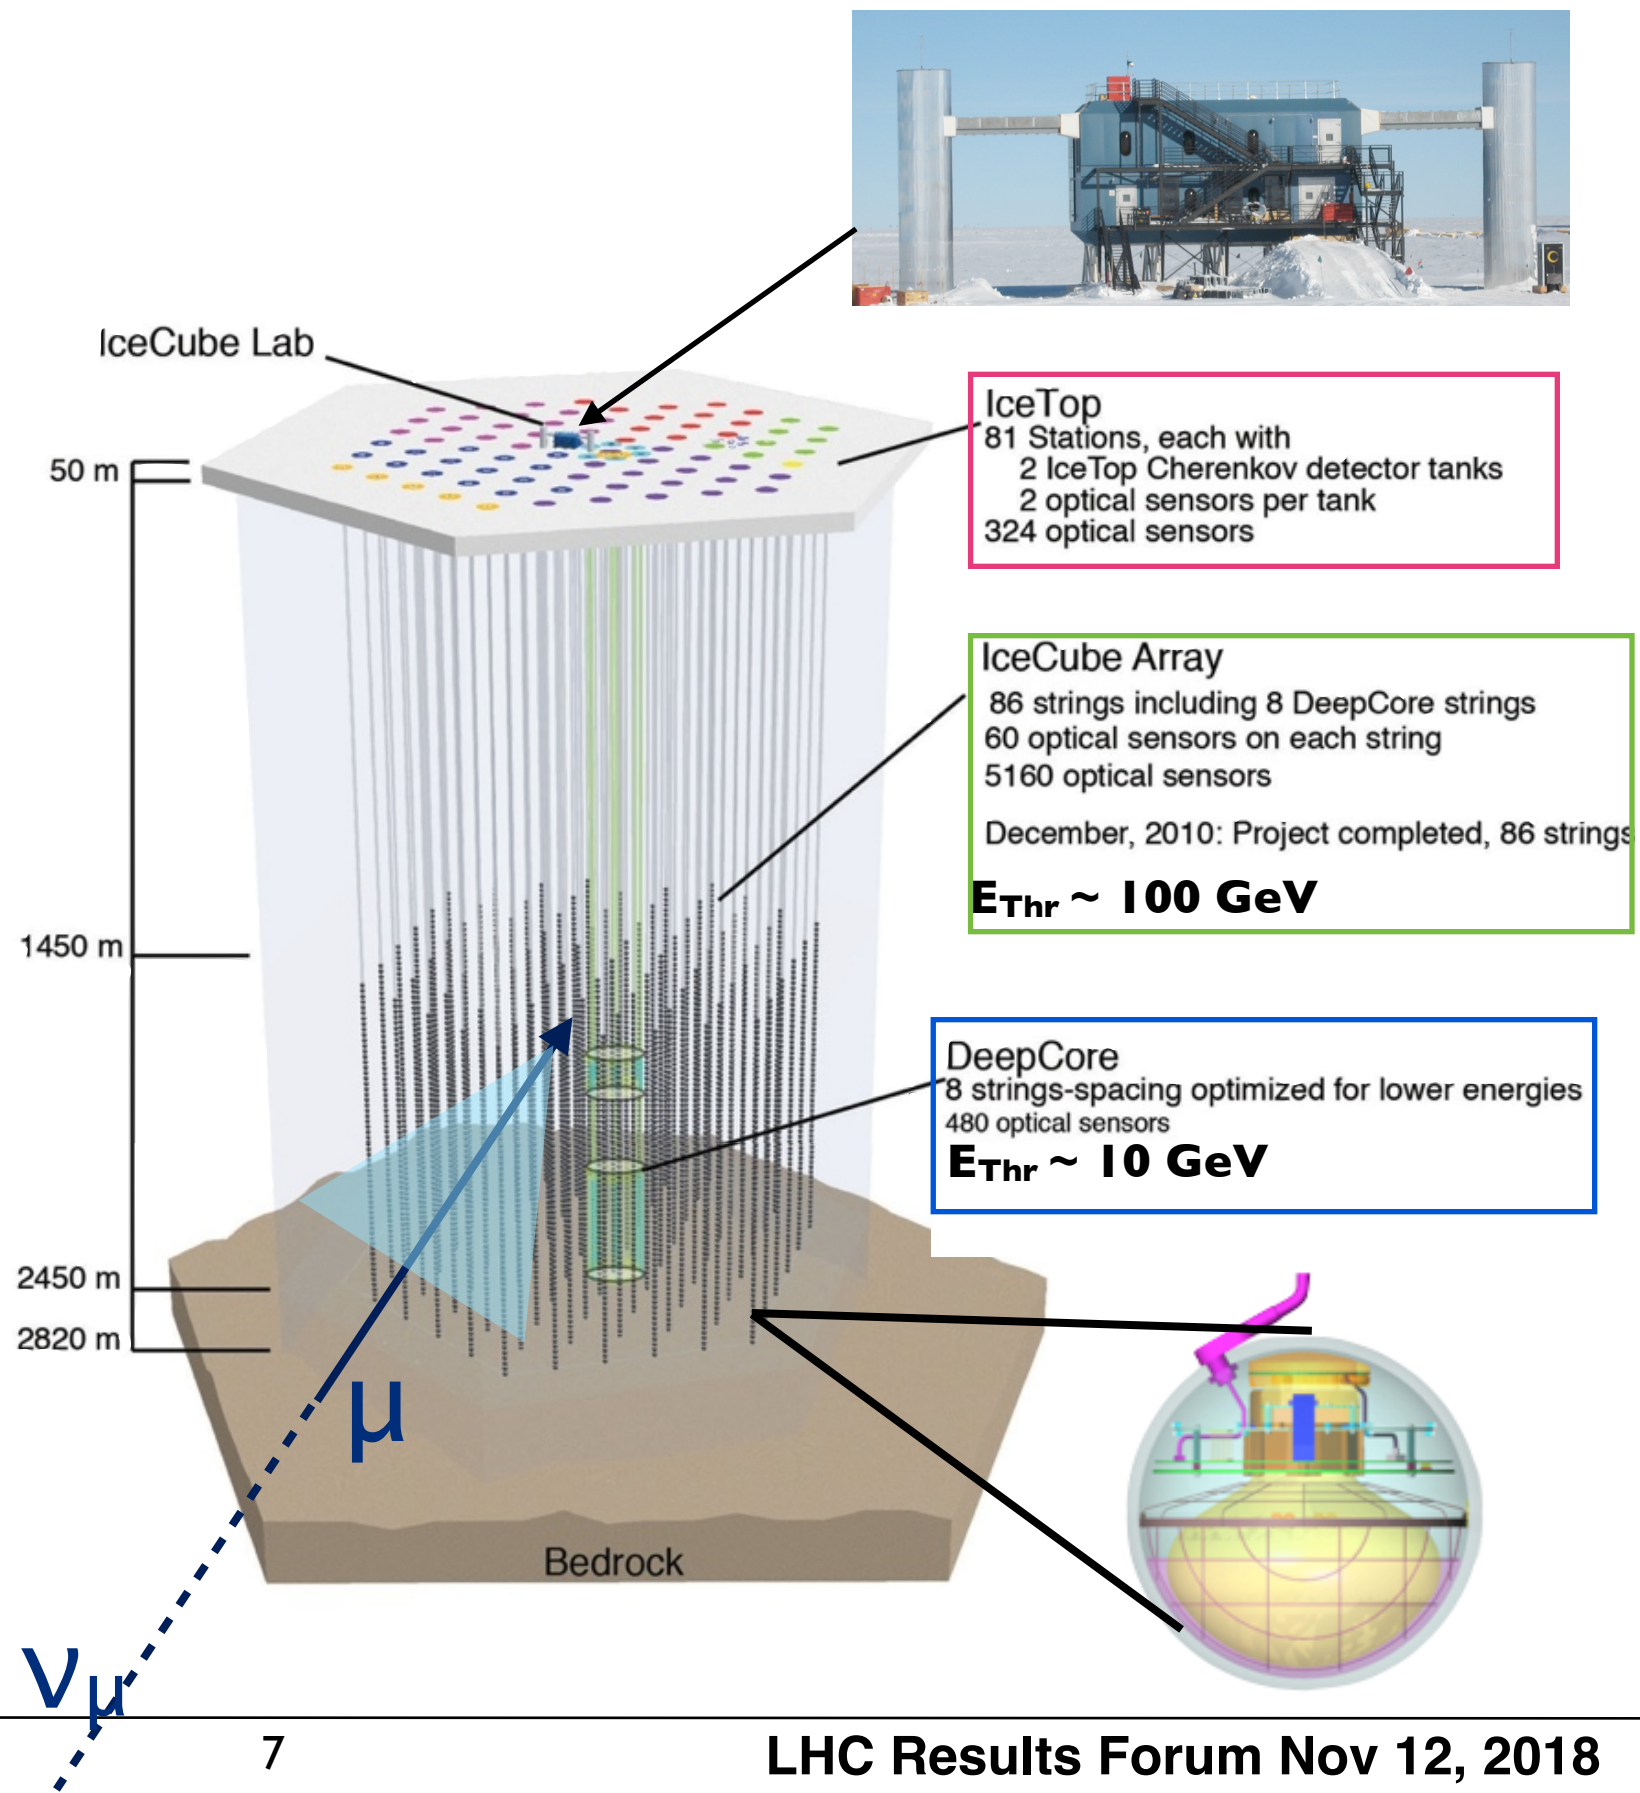 IceCube Lab
50 m
IceTop
81 Stations, each with
2 IceTop Cherenkov detector tanks
2 optical sensors per tank
324 optical sensors
IceCube Array
86 strings including 8 DeepCore strings
60 optical sensors on each string
5160 optical sensors
December, 2010: Project completed, 86 strings
EThr ~ 100 GeV
1450 m
DeepCore
8 strings-spacing optimized for lower energies
480 optical sensors
EThr ~ 10 GeV
2450 m
2820 m
μ
Bedrock
νμ
7
LHC Results Forum Nov 12, 2018